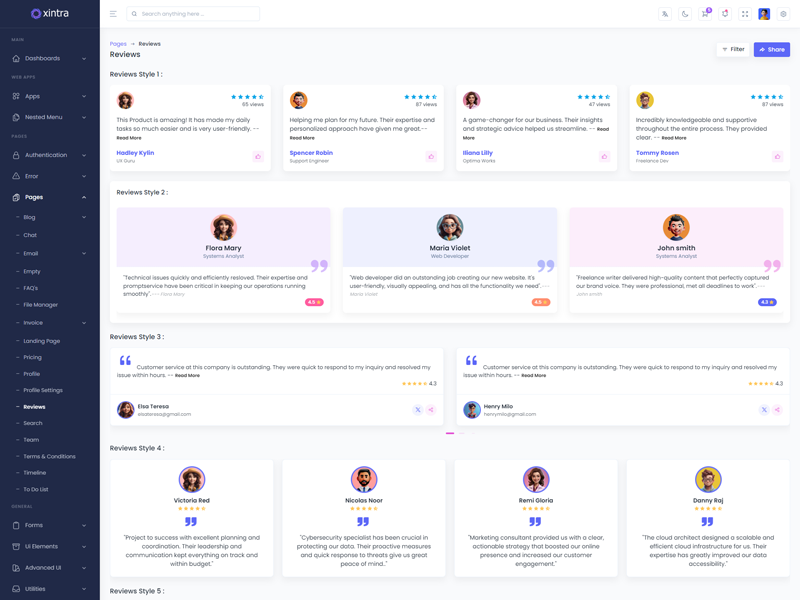 xintra
Search anything here ...
5
MAIN
Dashboards
WEB APPS
Apps
Nested Menu
PAGES
Authentication
Error
Pages
Blog
Chat
Email
Empty
FAQ's
File Manager
Invoice
Landing Page
Pricing
Profile
Profile Settings
Reviews
Search
Team
Terms & Conditions
Timeline
To Do List
GENERAL
Forms
UI Elements
Advanced UI
Utilities
Pages → Reviews
Reviews
Filter
Share
Reviews Style 1 :
65 views
This Product is amazing! It has made my daily
tasks so much easier and is very user-friendly. --
Read More
Hadley Kylin
UX Guru
87 views
Helping me plan for my future. Their expertise and
personalized approach have given me great.--
Read More
Spencer Robin
Support Engineer
47 views
A game-changer for our business. Their insights
and strategic advice helped us streamline. -- Read
More
Iliana Lilly
Optima Works
87 views
Incredibly knowledgeable and supportive
throughout the entire process. They provided
clear. -- Read More
Tommy Rosen
Freelance Dev
Reviews Style 2 :
Flora Mary
Systems Analyst
"Technical issues quickly and efficiently resloved. Their expertise and
promptservice have been critical in keeping our operations running
smoothly".-- Flora Mary
4.5
Maria Violet
Web Developer
"Web developer did an outstanding job creating our new website. It's
user-friendly, visually appearing, and has all the functionality we need".--
Maria Violet
4.5
John smith
Systems Analyst
"Freelance writer delivered high-quality content that perfectly captured
our brand voice. They were professional, met all deadlines to work".--
John smith
4.3
Reviews Style 3 :
Customer service at this company is outstanding. They were quick to respond to my inquiry and resolved my
issue within hours. -- Read More
4.3
Elsa Teresa
elsateresa@gmail.com
Customer service at this company is outstanding. They were quick to respond to my inquiry and resolved my
issue within hours. -- Read More
4.3
Henry Milo
henrymilo@gmail.com
Reviews Style 4 :
Victoria Red
"Project to success with excellent planning and
coordination. Their leadership and
communication kept everything on track and
within budget."
Nicolas Noor
"Cybersecurity specialist has been crucial in
protecting our data. Their proactive measures
and quick response to threats give us great
peace of mind.."
Remi Gloria
"Marketing consultant provided us with a clear,
actionable strategy that boosted our online
presence and increased our customer
engagement."
Danny Raj
"The cloud architect designed a scalable and
efficient cloud infrastructure for us. Their
expertise has greatly improved our data
accessibility."
Reviews Style 5 :